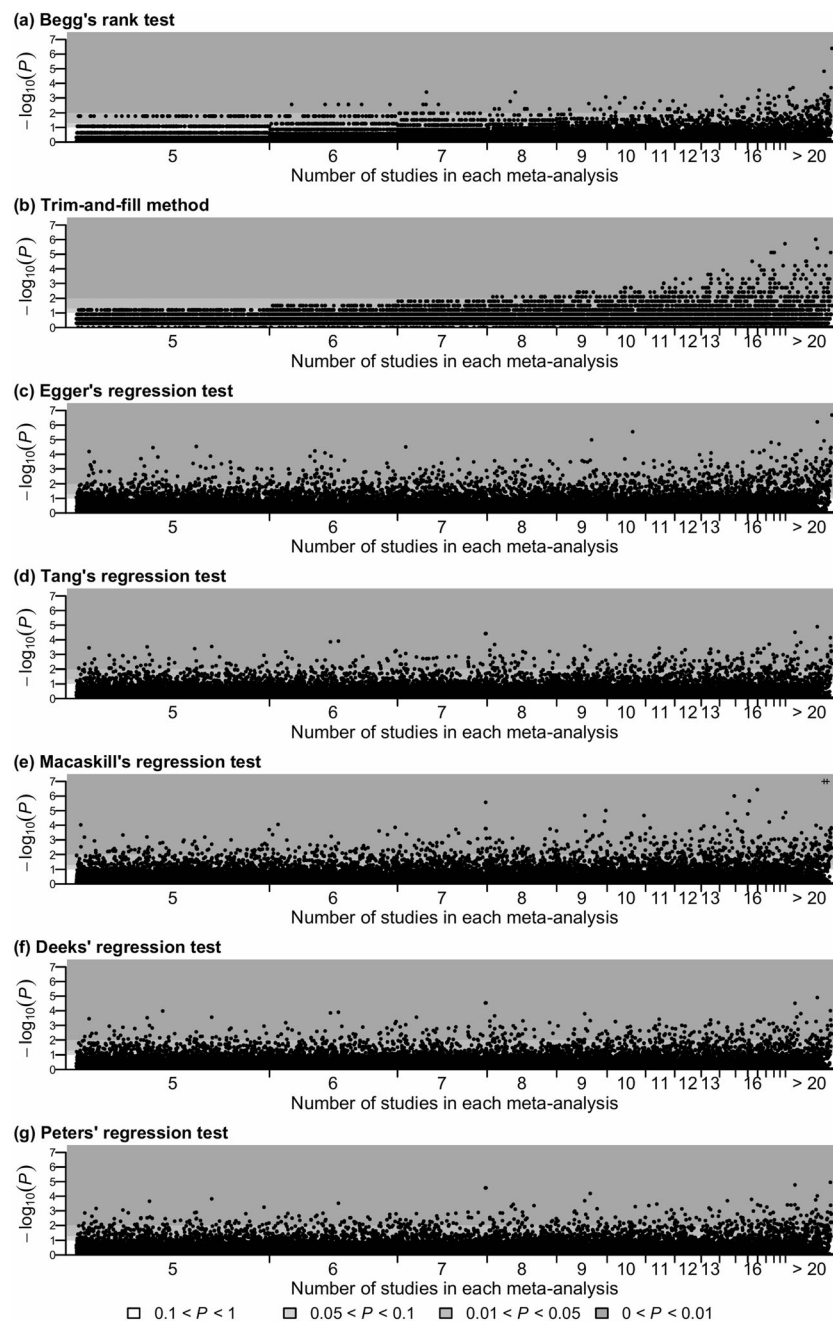 (a) Begg's rank test
− log10(P)
7
6
5
4
3
2
1
0
5 6 7 8 9 10 11 12 13 16 > 20
Number of studies in each meta-analysis
(b) Trim-and-fill method
− log10(P)
7
6
5
4
3
2
1
0
5 6 7 8 9 10 11 12 13 16 > 20
Number of studies in each meta-analysis
(c) Egger's regression test
− log10(P)
7
6
5
4
3
2
1
0
5 6 7 8 9 10 11 12 13 16 > 20
Number of studies in each meta-analysis
(d) Tang's regression test
− log10(P)
7
6
5
4
3
2
1
0
5 6 7 8 9 10 11 12 13 16 > 20
Number of studies in each meta-analysis
(e) Macaskill's regression test
− log10(P)
7
6
5
4
3
2
1
0
5 6 7 8 9 10 11 12 13 16 > 20
Number of studies in each meta-analysis
(f) Deeks' regression test
− log10(P)
7
6
5
4
3
2
1
0
5 6 7 8 9 10 11 12 13 16 > 20
Number of studies in each meta-analysis
(g) Peters' regression test
− log10(P)
7
6
5
4
3
2
1
0
5 6 7 8 9 10 11 12 13 16 > 20
Number of studies in each meta-analysis
0.1 < P < 1 0.05 < P < 0.1 0.01 < P < 0.05 0 < P < 0.01